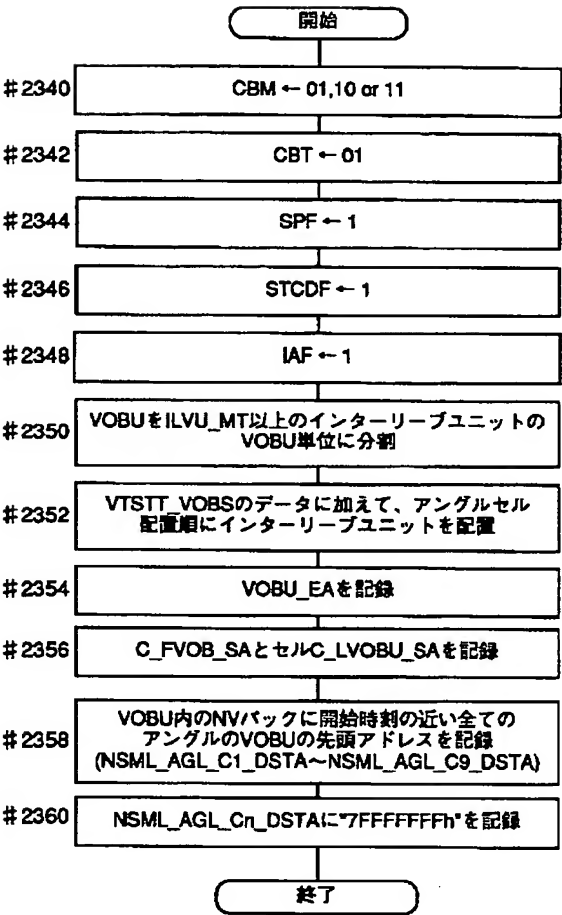 開始
#2340
CBM ← 01,10 or 11
#2342
CBT ← 01
#2344
SPF ← 1
#2346
STCDF ← 1
#2348
IAF ← 1
#2350
VOBUをILVU_MT以上のインターリーブユニットの
VOBU単位に分割
#2352
VTSTT_VOBSのデータに加えて、アングルセル
配置順にインターリーブユニットを配置
#2354
VOBU_EAを記録
#2356
C_FVOB_SAとセルC_LVOBU_SAを記録
#2358
VOBU内のNVパックに開始時刻の近い全ての
アングルのVOBUの先頭アドレスを記録
(NSML_AGL_C1_DSTA～NSML_AGL_C9_DSTA)
#2360
NSML_AGL_Cn_DSTAに"7FFFFFFFh"を記録
終了